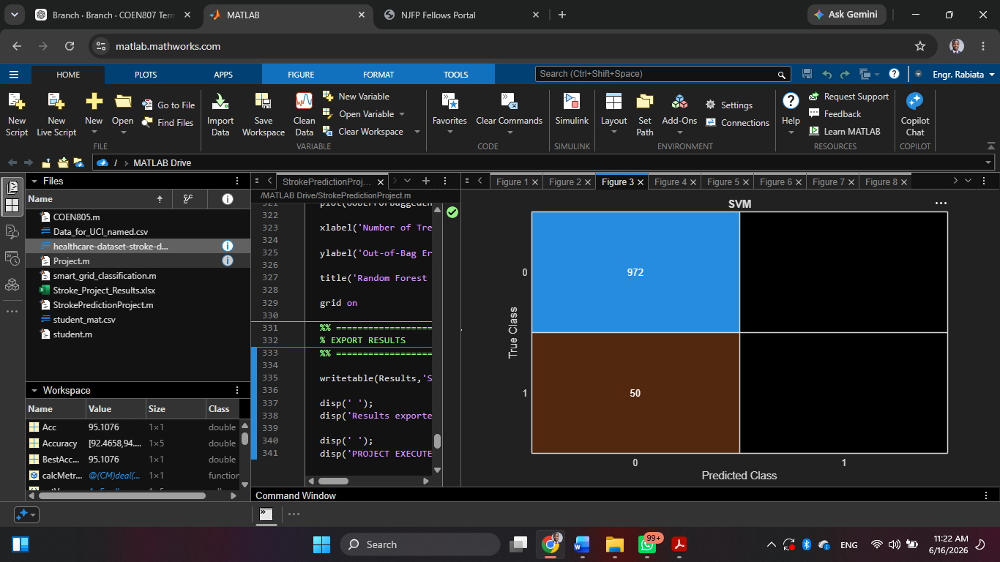 Branch · Branch · COEN807 Term
MATLAB
NJFP Fellows Portal
Ask Gemini
matlab.mathworks.com
HOME PLOTS APPS FIGURE FORMAT TOOLS
Search (Ctrl+Shift+Space)
Engr. Rabiata
New Script
New Live Script
New
Open
Go to File
Find Files
FILE
Import Data
Save Workspace
Clean Data
New Variable
Open Variable
Clear Workspace
VARIABLE
Favorites
Clear Commands
CODE
Simulink
SIMULINK
Layout
Set Path
Add-Ons
Settings
Connections
ENVIRONMENT
Help
Request Support
Feedback
Learn MATLAB
RESOURCES
Copilot Chat
COPILOT
/ > MATLAB Drive
Files
Name
COEN805.m
Data_for_UCI_named.csv
healthcare-dataset-stroke-d...
Project.m
smart_grid_classification.m
Stroke_Project_Results.xlsx
StrokePredictionProject.m
student_mat.csv
student.m
Workspace
Name Value Size Class
Acc 95.1076 1×1 double
Accuracy [92.4658,94.... 1×5 double
BestAcc... 95.1076 1×1 double
calcMetr... @(CM)deal(... 1×1 function
StrokePredictionProj...
/MATLAB Drive/StrokePredictionProject.m
322
323 xlabel('Number of Tre
324
325 ylabel('Out-of-Bag Er
326
327 title('Random Forest
328
329 grid on
330
331 %% ==================
332 % EXPORT RESULTS
333 %% ==================
334
335 writetable(Results,'S
336
337 disp(' ');
338 disp('Results exporte
339
340 disp(' ');
341 disp('PROJECT EXECUTE
Figure 1 Figure 2 Figure 3 Figure 4 Figure 5 Figure 6 Figure 7 Figure 8
SVM
972
50
0
1
True Class
0 1
Predicted Class
Command Window
Search
99+
ENG
11:22 AM
6/16/2026